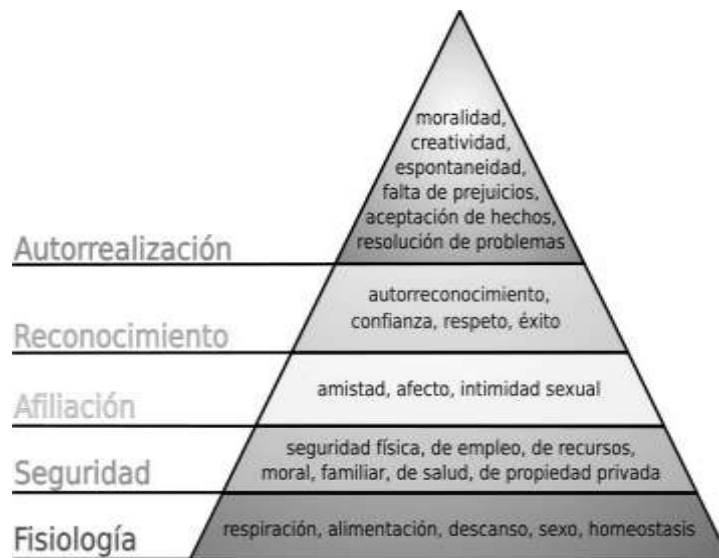 moralidad,
creatividad,
espontaneidad,
falta de prejuicios,
aceptación de hechos,
resolución de problemas
Autorrealización
autorreconocimiento,
confianza, respeto, éxito
Reconocimiento
amistad, afecto, intimidad sexual
Afiliación
seguridad física, de empleo, de recursos,
moral, familiar, de salud, de propiedad privada
Seguridad
respiración, alimentación, descanso, sexo, homeostasis
Fisiología